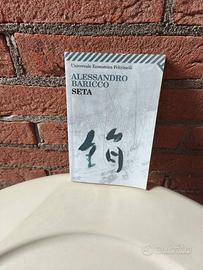 Universale Economica Feltrinelli
ALESSANDRO
BARICCO
SETA